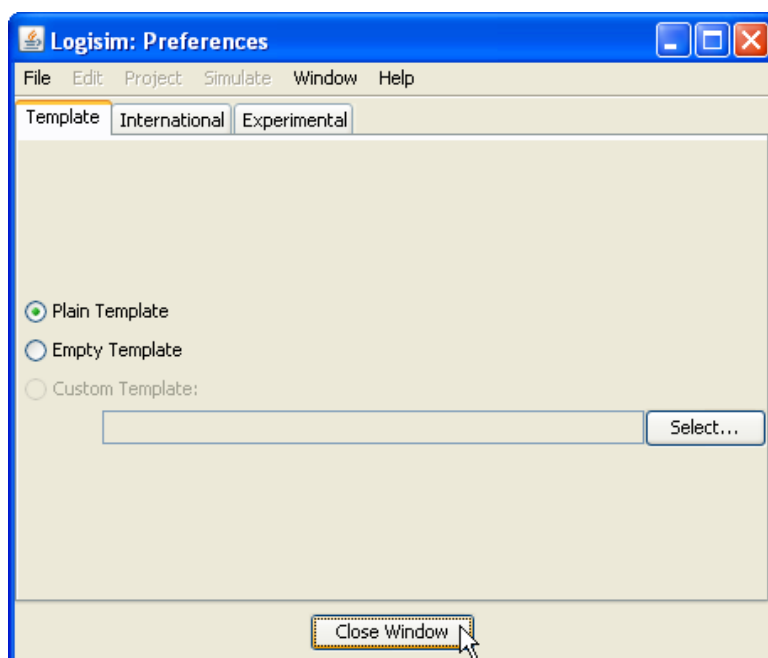 Logisim: Preferences
File Edit Project Simulate Window Help
Template International Experimental
Plain Template
Empty Template
Custom Template:
Select...
Close Window